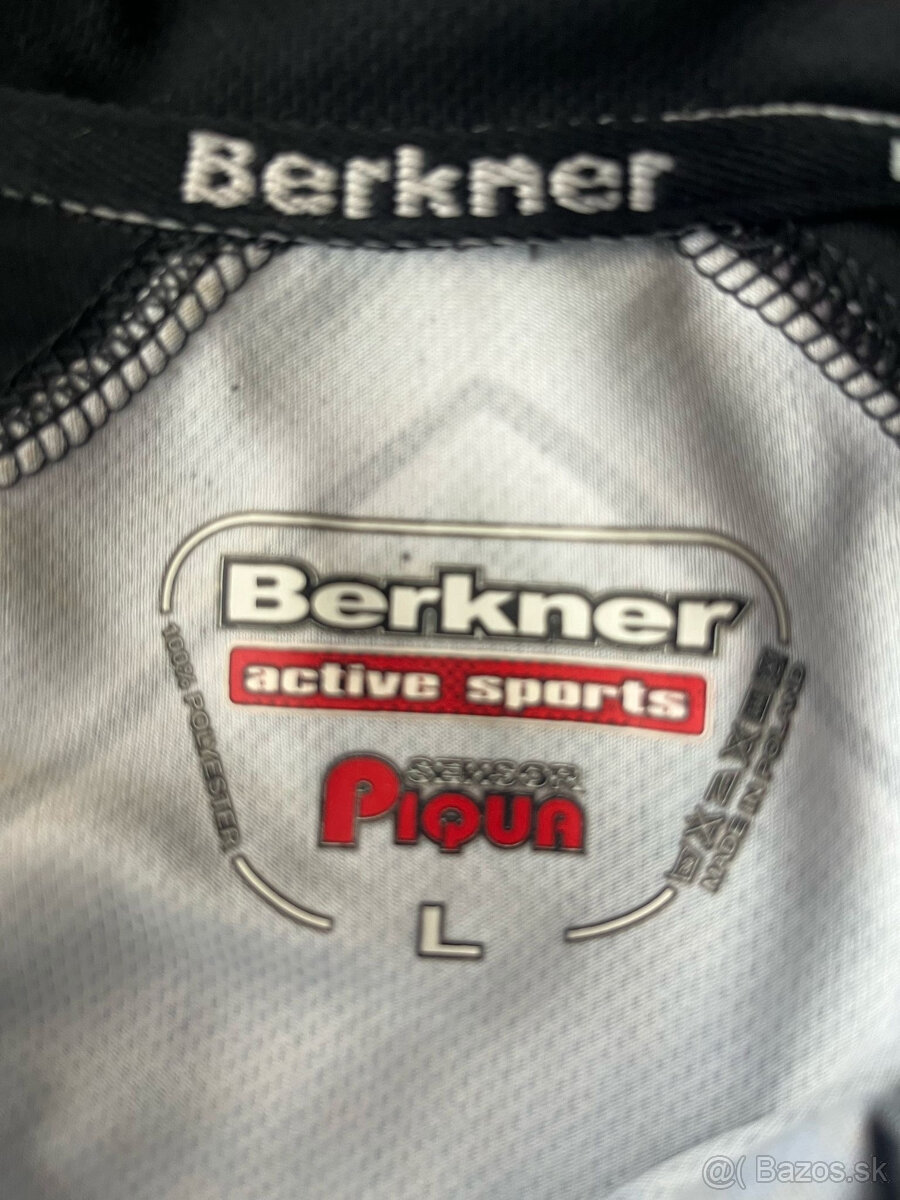 Berkner
Berkner
active sports
SENSOR
PIQUA
100% POLYESTER
MADE IN POLAND
L
@( Bazos.sk